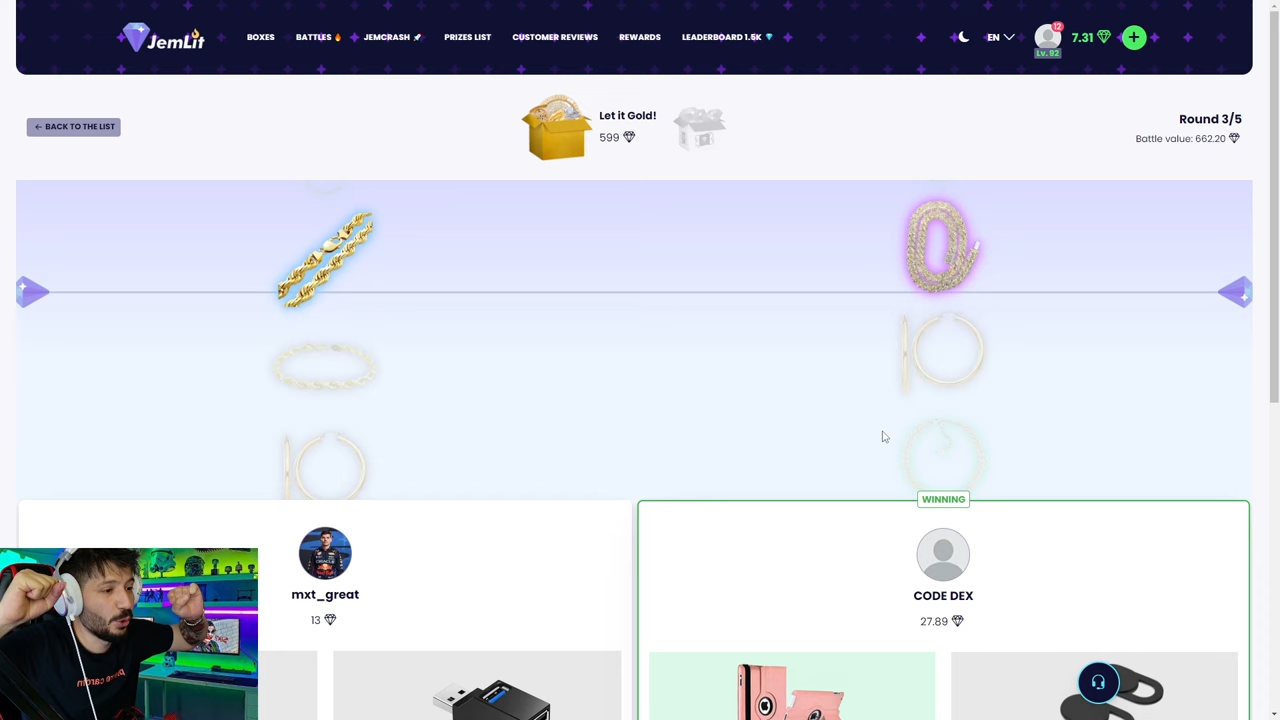 JemLit
BOXES
BATTLES
JEMCRASH
PRIZES LIST
CUSTOMER REVIEWS
REWARDS
LEADERBOARD 1.5K
EN
12
Lv. 92
7.31
← BACK TO THE LIST
Let it Gold!
599
Round 3/5
Battle value: 662.20
WINNING
mxt_great
13
CODE DEX
27.89